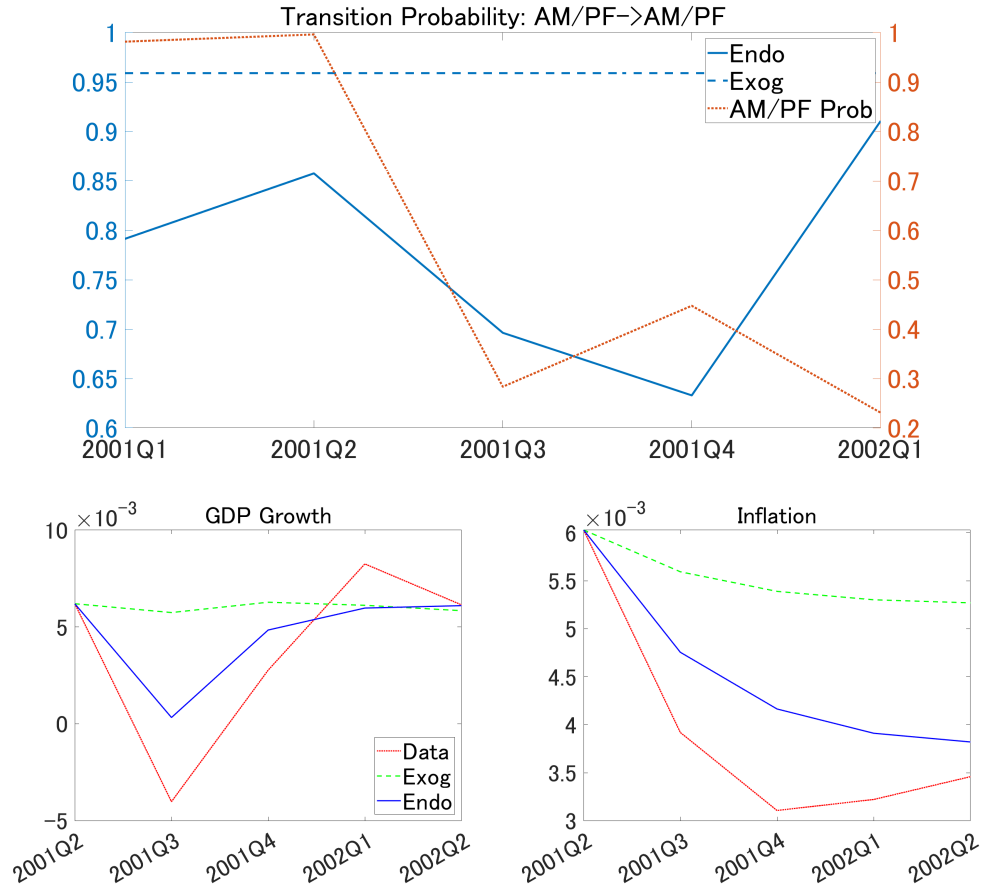 Transition Probability: AM/PF->AM/PF
1
0.95
0.9
0.85
0.8
0.75
0.7
0.65
0.6
1
0.9
0.8
0.7
0.6
0.5
0.4
0.3
0.2
Endo
Exog
AM/PF Prob
2001Q1 2001Q2 2001Q3 2001Q4 2002Q1
GDP Growth
×10⁻³
10
5
0
-5
Data
Exog
Endo
2001Q2 2001Q3 2001Q4 2002Q1 2002Q2
Inflation
×10⁻³
6
5.5
5
4.5
4
3.5
3
2001Q2 2001Q3 2001Q4 2002Q1 2002Q2